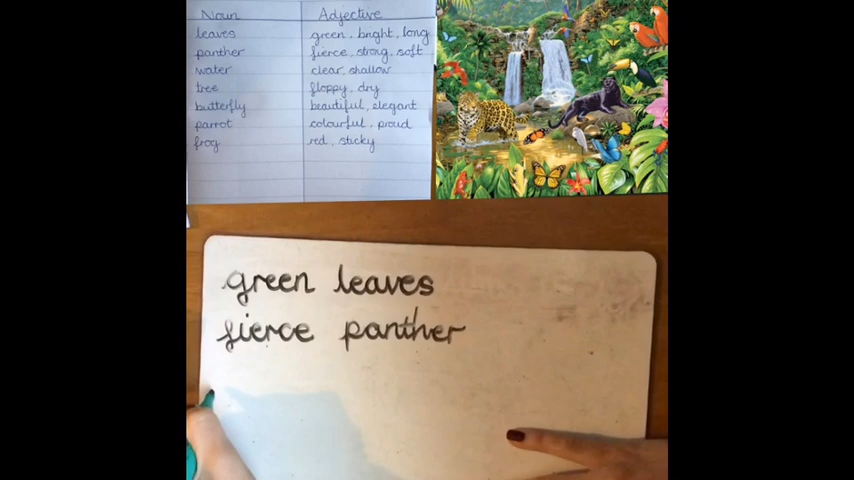 Noun Adjective
leaves green, bright, long
panther fierce, strong, soft
water clear, shallow
tree floppy, dry
butterfly beautiful, elegant
parrot colourful, proud
frog red, sticky
green leaves
fierce panther